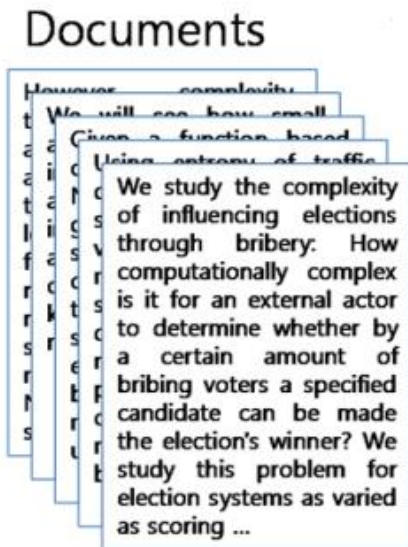 Documents
However complexity
We will see how small
Given a function based
Using entropy of traffic
We study the complexity
of influencing elections
through bribery: How
computationally complex
is it for an external actor
to determine whether by
a certain amount of
bribing voters a specified
candidate can be made
the election's winner? We
study this problem for
election systems as varied
as scoring ...